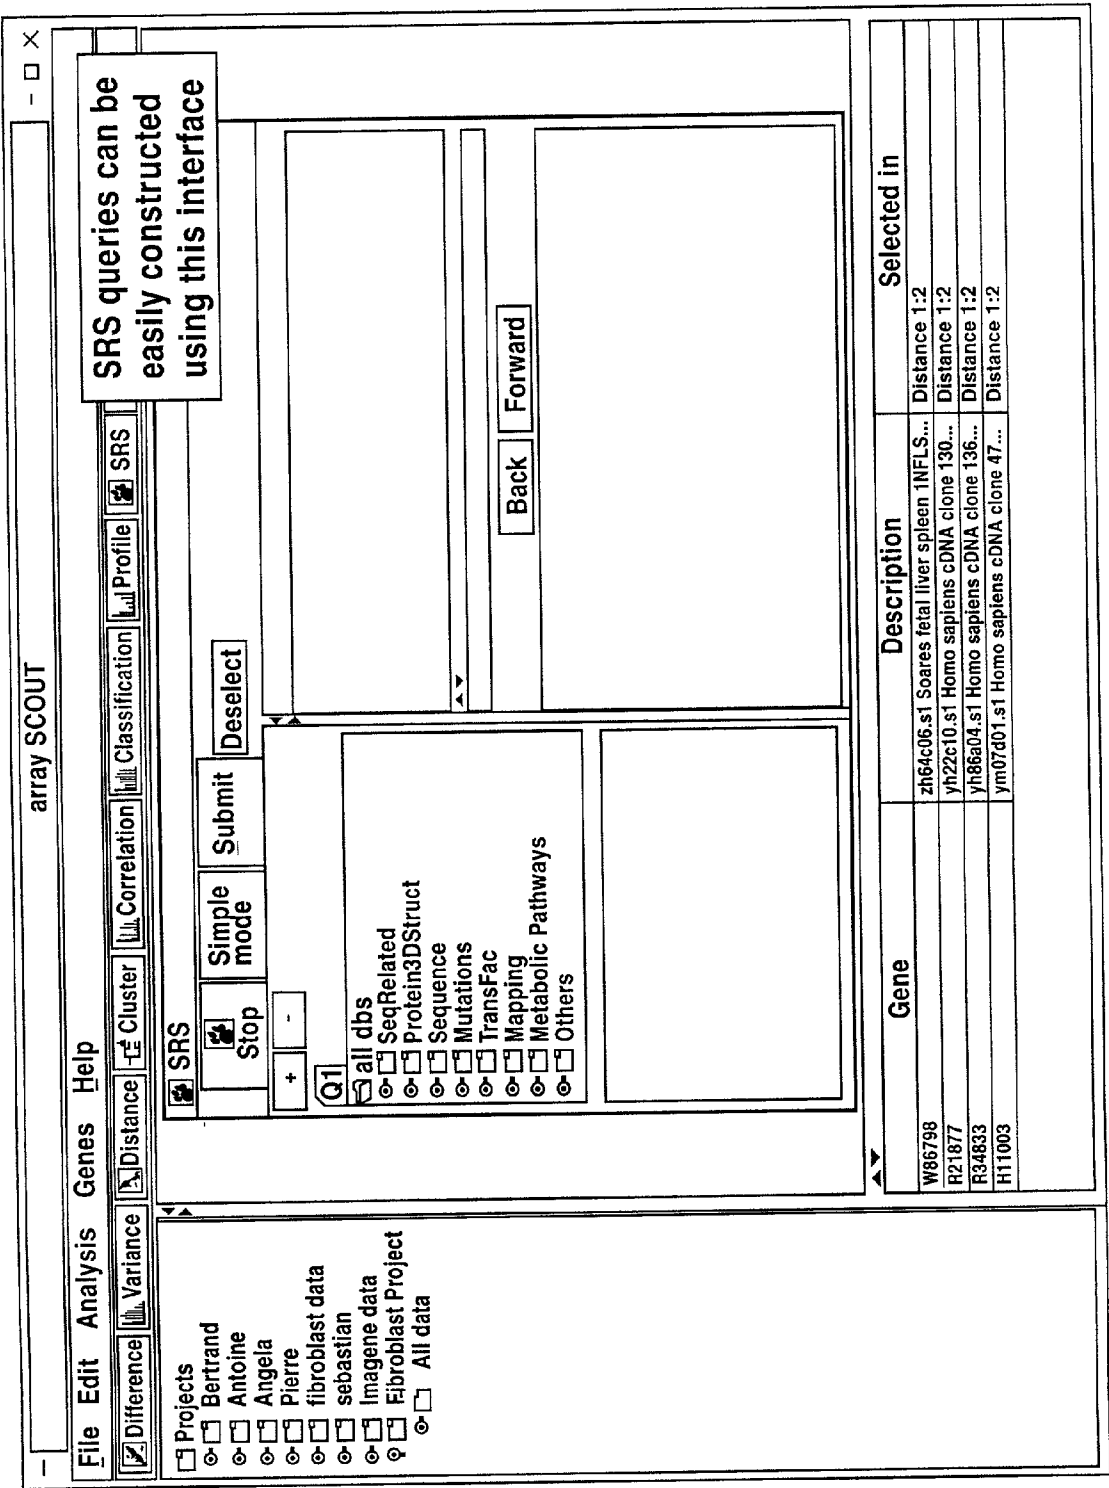 array SCOUT
File Edit Analysis Genes Help
Difference Variance Distance Cluster Correlation Classification Profile SRS
SRS queries can be
easily constructed
using this interface
Projects
Bertrand
Antoine
Angela
Pierre
fibroblast data
sebastian
Imagene data
Fibroblast Project
All data
SRS
Stop
Simple
mode
Submit
Deselect
+ -
Q1
all dbs
SeqRelated
Protein3DStruct
Sequence
Mutations
TransFac
Mapping
Metabolic Pathways
Others
Back Forward
Gene Description Selected in
W86798 zh64c06.s1 Soares fetal liver spleen 1NFLS... Distance 1:2
R21877 yh22c10.s1 Homo sapiens cDNA clone 130... Distance 1:2
R34833 yh86a04.s1 Homo sapiens cDNA clone 136... Distance 1:2
H11003 ym07d01.s1 Homo sapiens cDNA clone 47... Distance 1:2